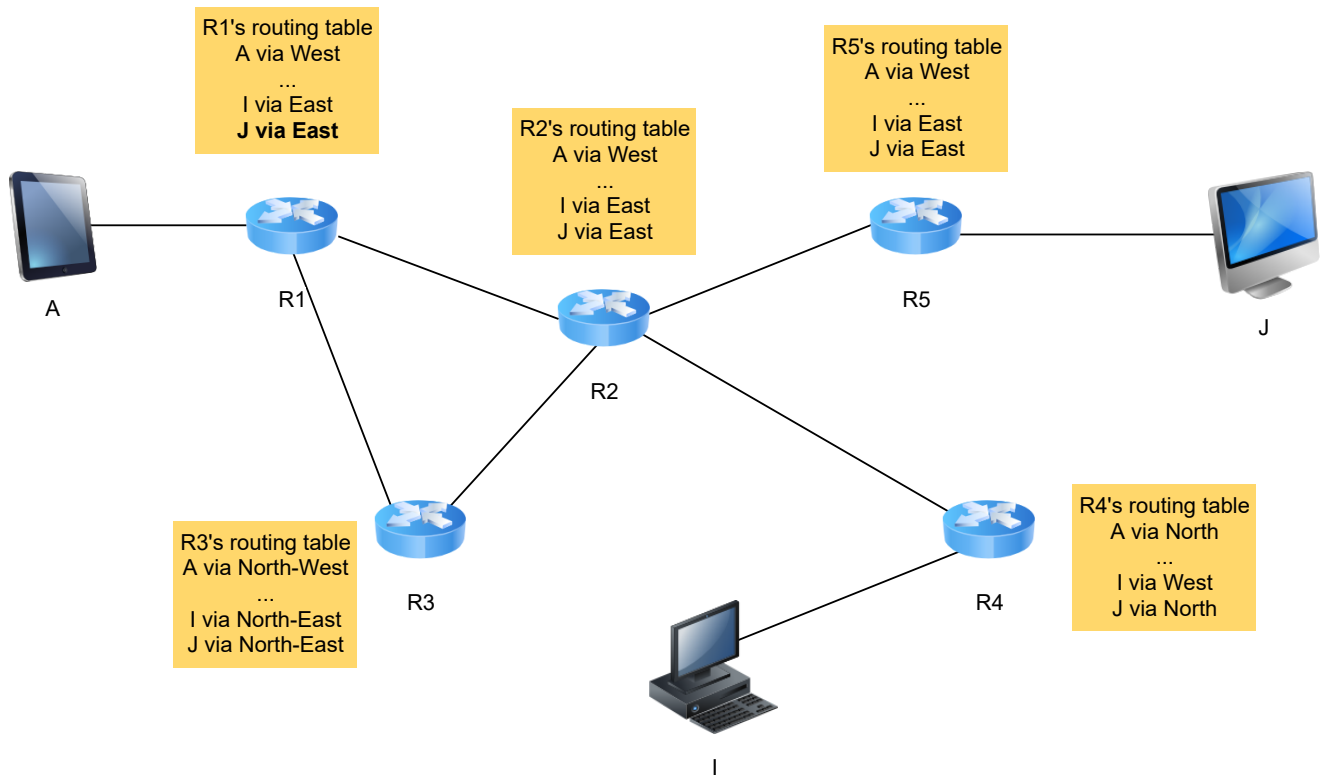 R1's routing table
A via West
...
I via East
J via East
R5's routing table
A via West
...
I via East
J via East
R2's routing table
A via West
...
I via East
J via East
A
R1
R5
J
R2
R3's routing table
A via North-West
...
I via North-East
J via North-East
R3
R4
R4's routing table
A via North
...
I via West
J via North
I